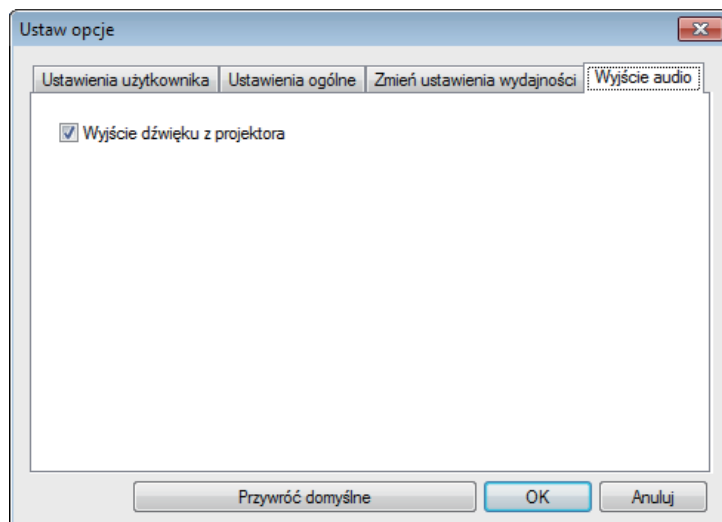 Ustaw opcje
Ustawienia użytkownika Ustawienia ogólne Zmień ustawienia wydajności Wyjście audio
Wyjście dźwięku z projektora
Przywróć domyślne OK Anuluj